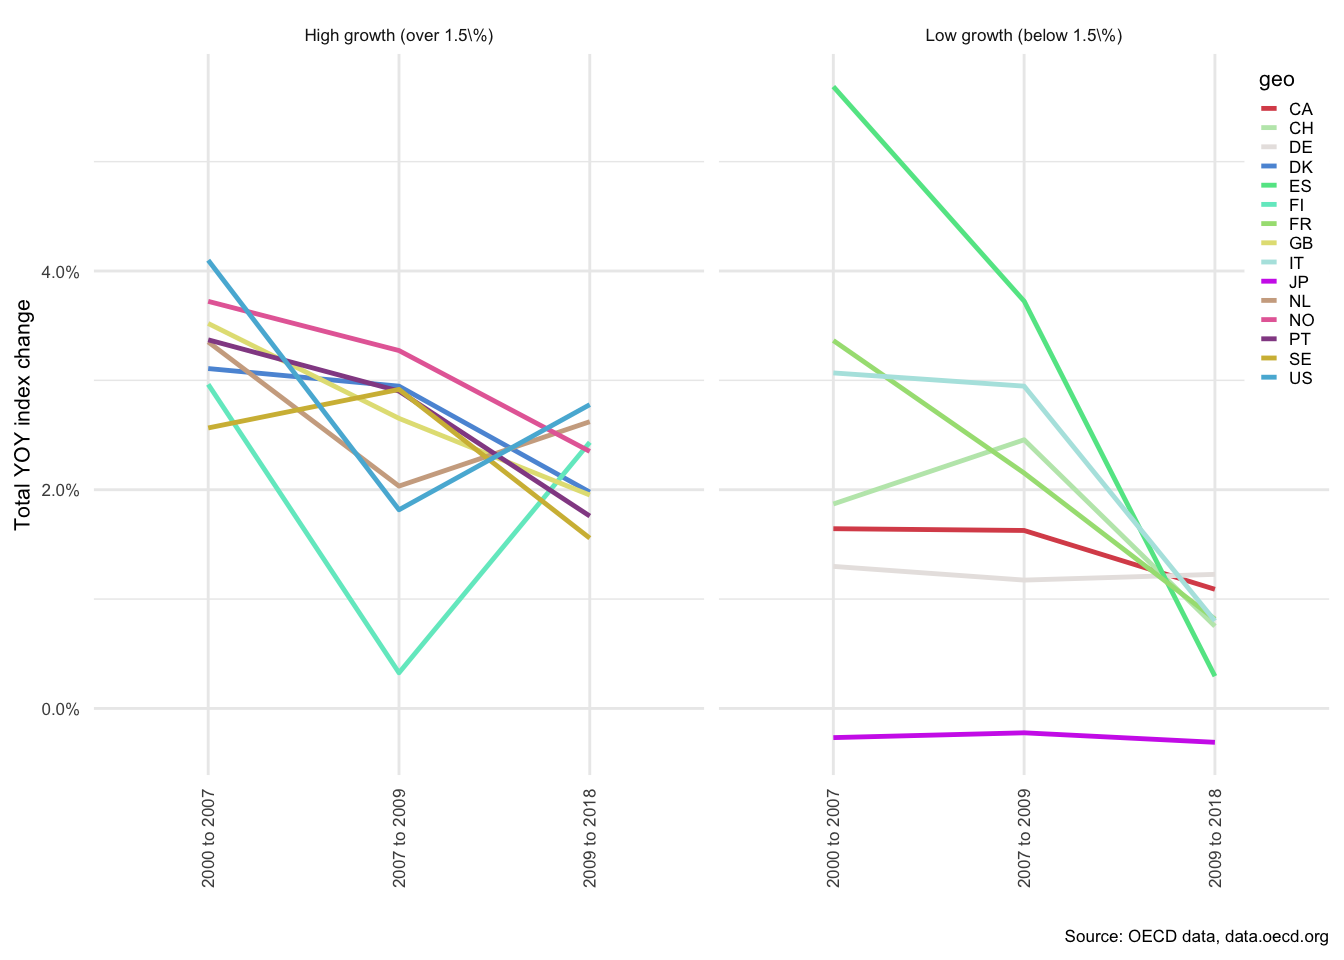 High growth (over 1.5\%)
Low growth (below 1.5\%)
Total YOY index change
4.0%
2.0%
0.0%
2000 to 2007
2007 to 2009
2009 to 2018
2000 to 2007
2007 to 2009
2009 to 2018
geo
CA
CH
DE
DK
ES
FI
FR
GB
IT
JP
NL
NO
PT
SE
US
Source: OECD data, data.oecd.org